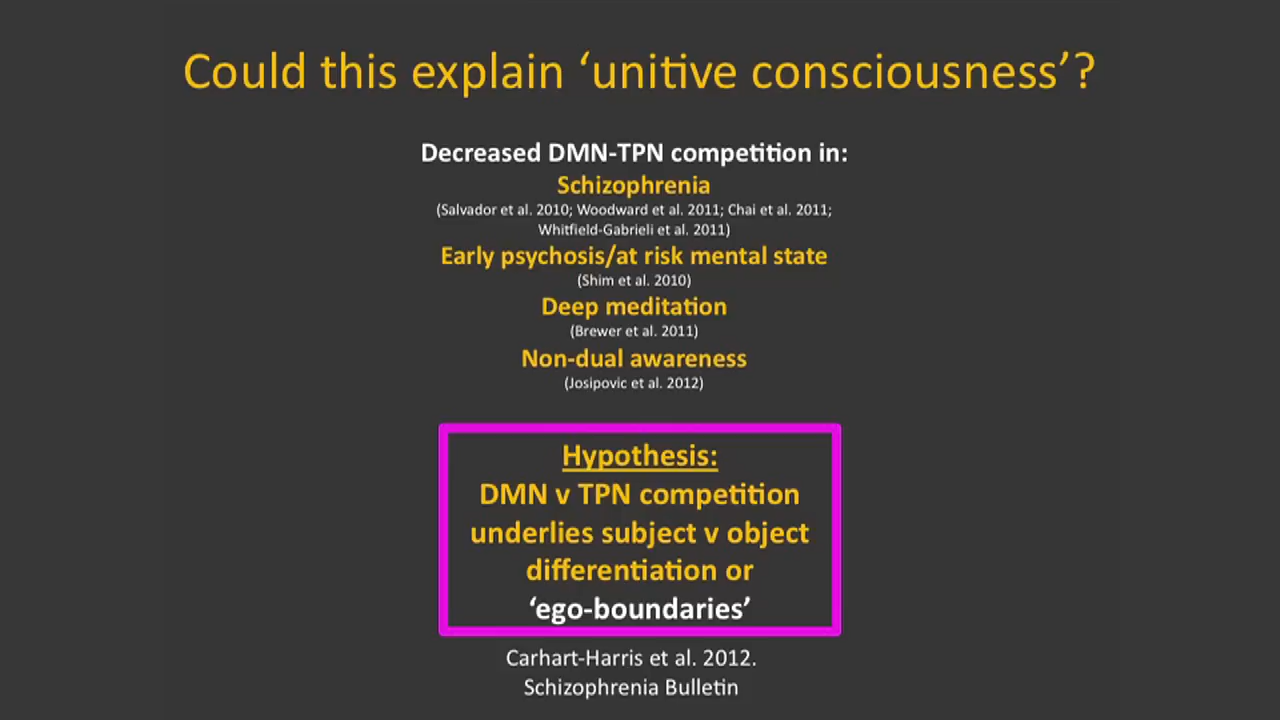 Could this explain ‘unitive consciousness’?
Decreased DMN-TPN competition in:
Schizophrenia
(Salvador et al. 2010; Woodward et al. 2011; Chai et al. 2011;
Whitfield-Gabrieli et al. 2011)
Early psychosis/at risk mental state
(Shim et al. 2010)
Deep meditation
(Brewer et al. 2011)
Non-dual awareness
(Josipovic et al. 2012)
Hypothesis:
DMN v TPN competition
underlies subject v object
differentiation or
‘ego-boundaries’
Carhart-Harris et al. 2012.
Schizophrenia Bulletin